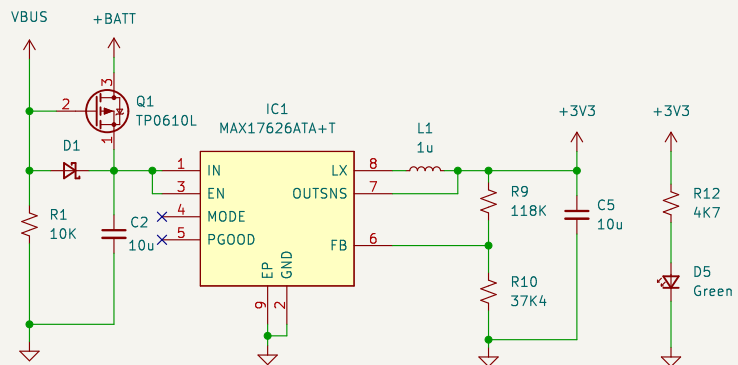 VBUS
+BATT
3
2
Q1
TP0610L
1
D1
R1
10K
C2
10u
IC1
MAX17626ATA+T
1
IN
3
EN
4
MODE
5
PGOOD
LX
8
OUTSNS
7
FB
6
EP
GND
9
2
L1
1u
R9
118K
R10
37K4
+3V3
C5
10u
+3V3
R12
4K7
D5
Green